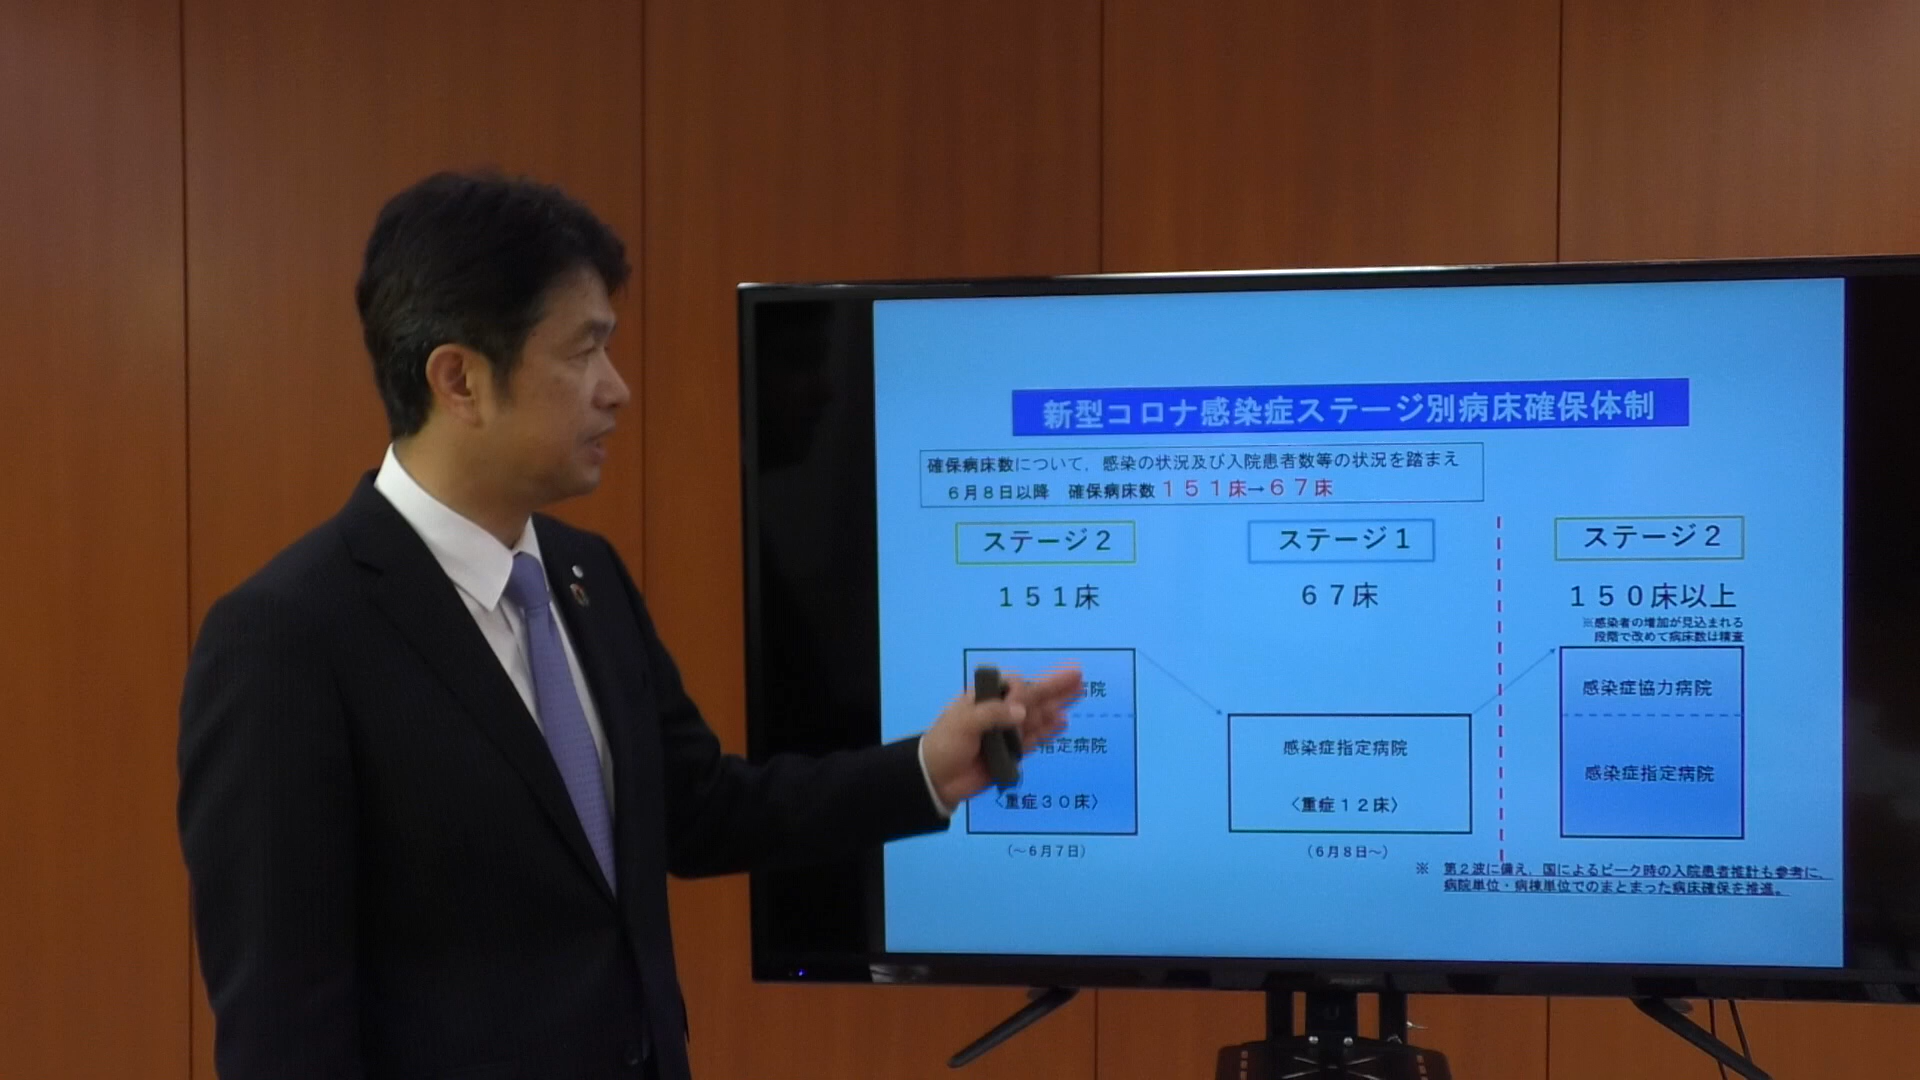 新型コロナ感染症ステージ別病床確保体制
確保病床数について、感染の状況及び入院患者数等の状況を踏まえ
６月８日以降　確保病床数 １５１床→６７床
ステージ２
ステージ１
ステージ２
１５１床
６７床
１５０床以上
※感染者の増加が見込まれる
段階で改めて病床数は精査
病院
指定病院
〈重症３０床〉
感染症指定病院
〈重症１２床〉
感染症協力病院
感染症指定病院
（～６月７日）
（６月８日～）
※　第２波に備え、国によるピーク時の入院患者推計も参考に、
病院単位・病棟単位でのまとまった病床確保を推進。